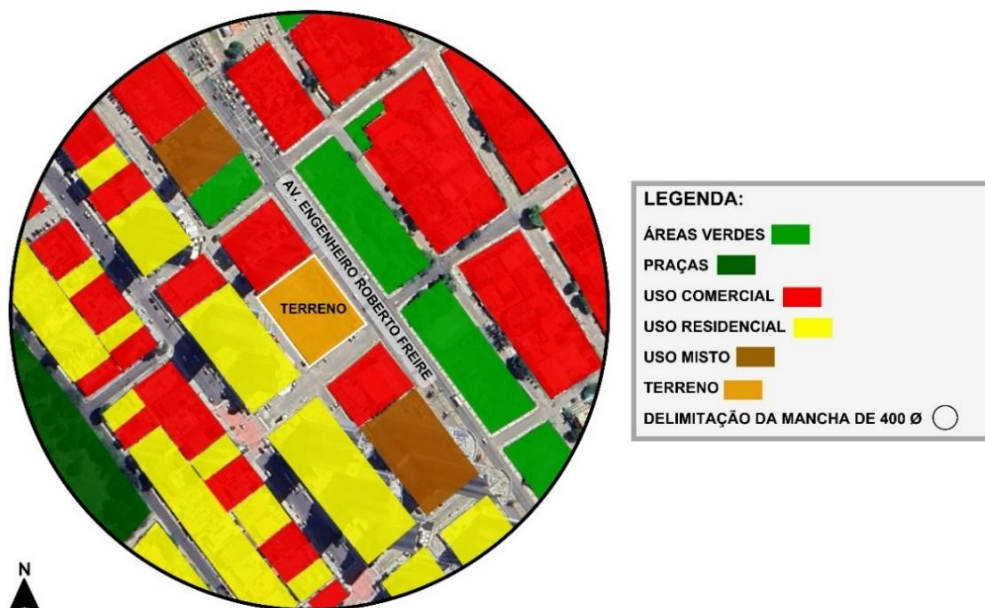 AV. ENGENHEIRO ROBERTO FREIRE
TERRENO
LEGENDA:
ÁREAS VERDES
PRAÇAS
USO COMERCIAL
USO RESIDENCIAL
USO MISTO
TERRENO
DELIMITAÇÃO DA MANCHA DE 400 Ø
N